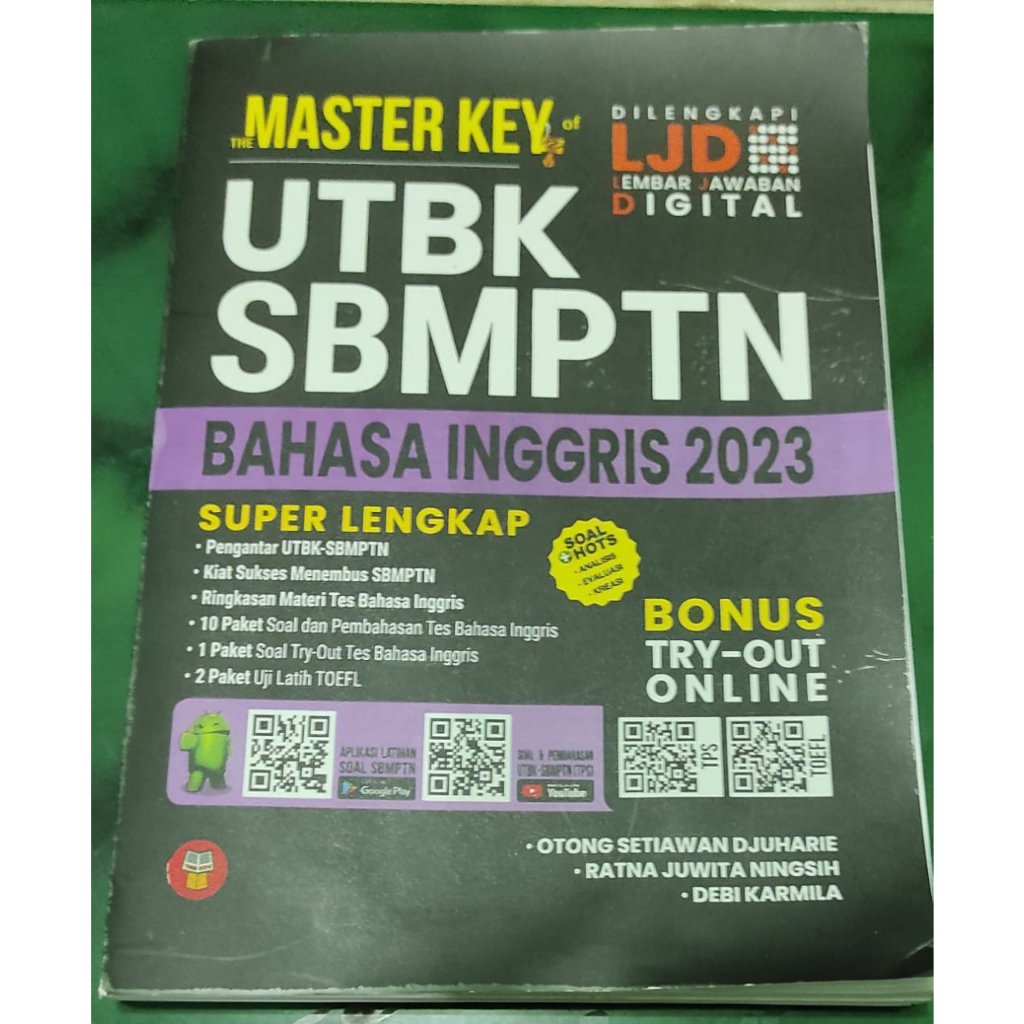 THE MASTER KEY of
UTBK
SBMPTN
DILENGKAPI
LJD
LEMBAR JAWABAN
DIGITAL
BAHASA INGGRIS 2023
SUPER LENGKAP
• Pengantar UTBK-SBMPTN
• Kiat Sukses Menembus SBMPTN
• Ringkasan Materi Tes Bahasa Inggris
• 10 Paket Soal dan Pembahasan Tes Bahasa Inggris
• 1 Paket Soal Try-Out Tes Bahasa Inggris
• 2 Paket Uji Latih TOEFL
SOAL
+ HOTS
- ANALISIS
- EVALUASI
- KREASI
BONUS
TRY-OUT
ONLINE
APLIKASI LATIHAN
SOAL SBMPTN
Google Play
SOAL & PEMBAHASAN
UTBK-SBMPTN (TPS)
YouTube
TPS
TOEFL
• OTONG SETIAWAN DJUHARIE
• RATNA JUWITA NINGSIH
• DEBI KARMILA